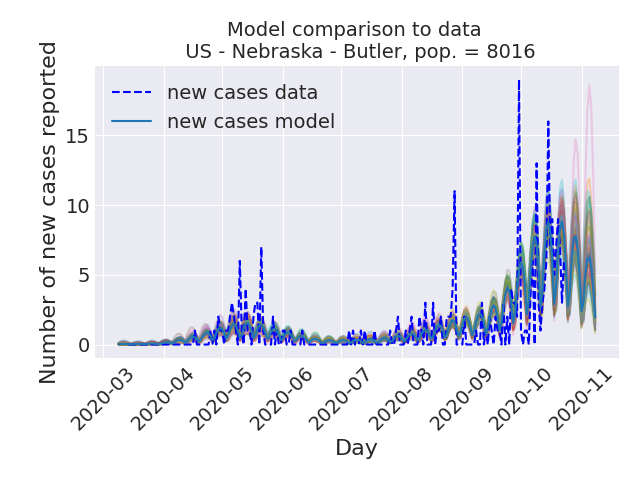 Model comparison to data
US - Nebraska - Butler, pop. = 8016
new cases data
new cases model
Number of new cases reported
15
10
5
0
2020-03
2020-04
2020-05
2020-06
2020-07
2020-08
2020-09
2020-10
2020-11
Day